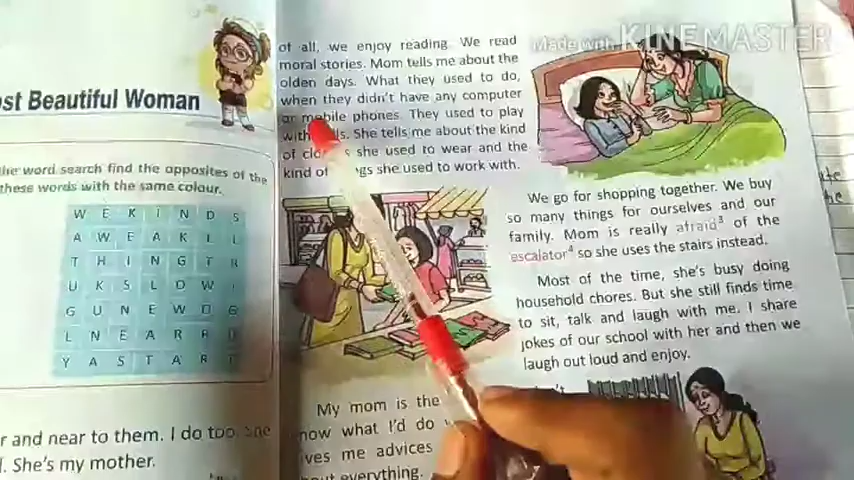 Made with KINEMASTER
st Beautiful Woman
he word search find the opposites of the
these words with the same colour.
W E K I N D S
A W E A K L L
T H I N G T R
U K S L O W
G U N E W O G
L N E A R R
Y A S T A R T
r and near to them. I do too. She
. She's my mother.
of all, we enjoy reading. We read
moral stories. Mom tells me about the
olden days. What they used to do,
when they didn't have any computer
or mobile phones. They used to play
with She tells me about the kind
of she used to wear and the
kind of she used to work with.
We go for shopping together. We buy
so many things for ourselves and our
family. Mom is really afraid³ of the
escalator⁴ so she uses the stairs instead.
Most of the time, she's busy doing
household chores. But she still finds time
to sit, talk and laugh with me. I share
jokes of our school with her and then we
laugh out loud and enjoy.
My mom is the
now what I'd do
ives me advices
out everything.